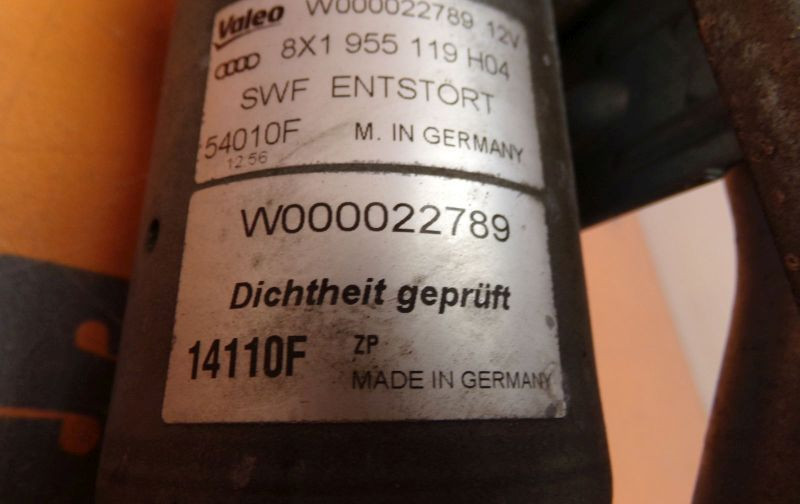 Valeo W000022789 12V
8X1 955 119 H04
SWF ENTSTÖRT
54010F M. IN GERMANY
12:56
W000022789
Dichtheit geprüft
14110F ZP
MADE IN GERMANY